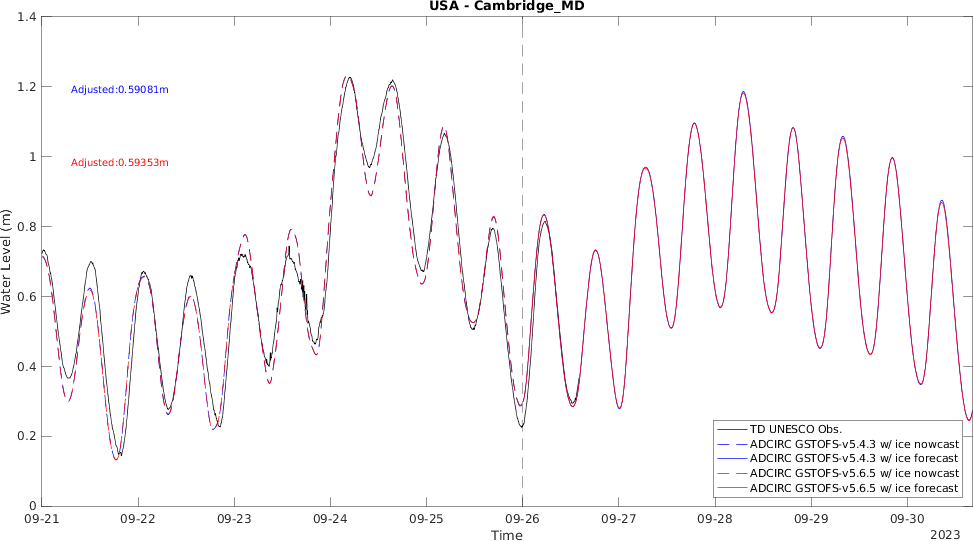 USA - Cambridge_MD
Adjusted:0.59081m
Adjusted:0.59353m
Water Level (m)
1.4
1.2
1
0.8
0.6
0.4
0.2
0
09-21
09-22
09-23
09-24
09-25
09-26
09-27
09-28
09-29
09-30
Time
2023
TD UNESCO Obs.
ADCIRC GSTOFS-v5.4.3 w/ ice nowcast
ADCIRC GSTOFS-v5.4.3 w/ ice forecast
ADCIRC GSTOFS-v5.6.5 w/ ice nowcast
ADCIRC GSTOFS-v5.6.5 w/ ice forecast